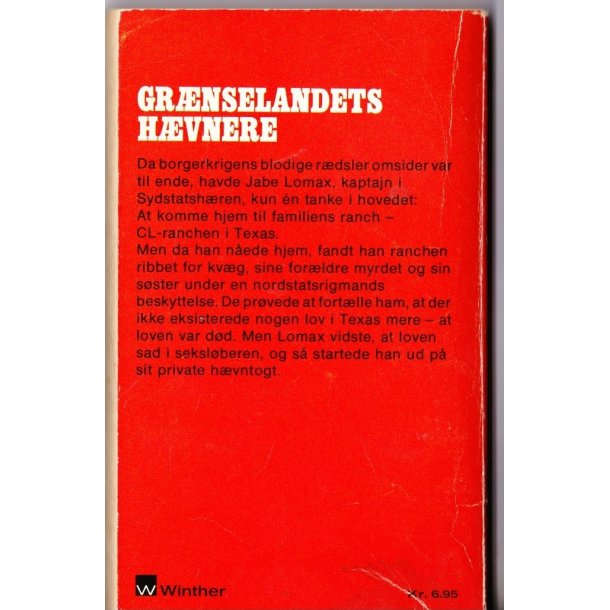 GRÆNSELANDETS
HÆVNERE
Da borgerkrigens blodige rædsler omsider var
til ende, havde Jabe Lomax, kaptajn i
Sydstatshæren, kun én tanke i hovedet:
At komme hjem til familiens ranch –
CL-ranchen i Texas.
Men da han nåede hjem, fandt han ranchen
ribbet for kvæg, sine forældre myrdet og sin
søster under en nordstatsrigmands
beskyttelse. De prøvede at fortælle ham, at der
ikke eksisterede nogen lov i Texas mere – at
loven var død. Men Lomax vidste, at loven
sad i seksløberen, og så startede han ud på
sit private hævntogt.
W Winther
Kr. 6.95